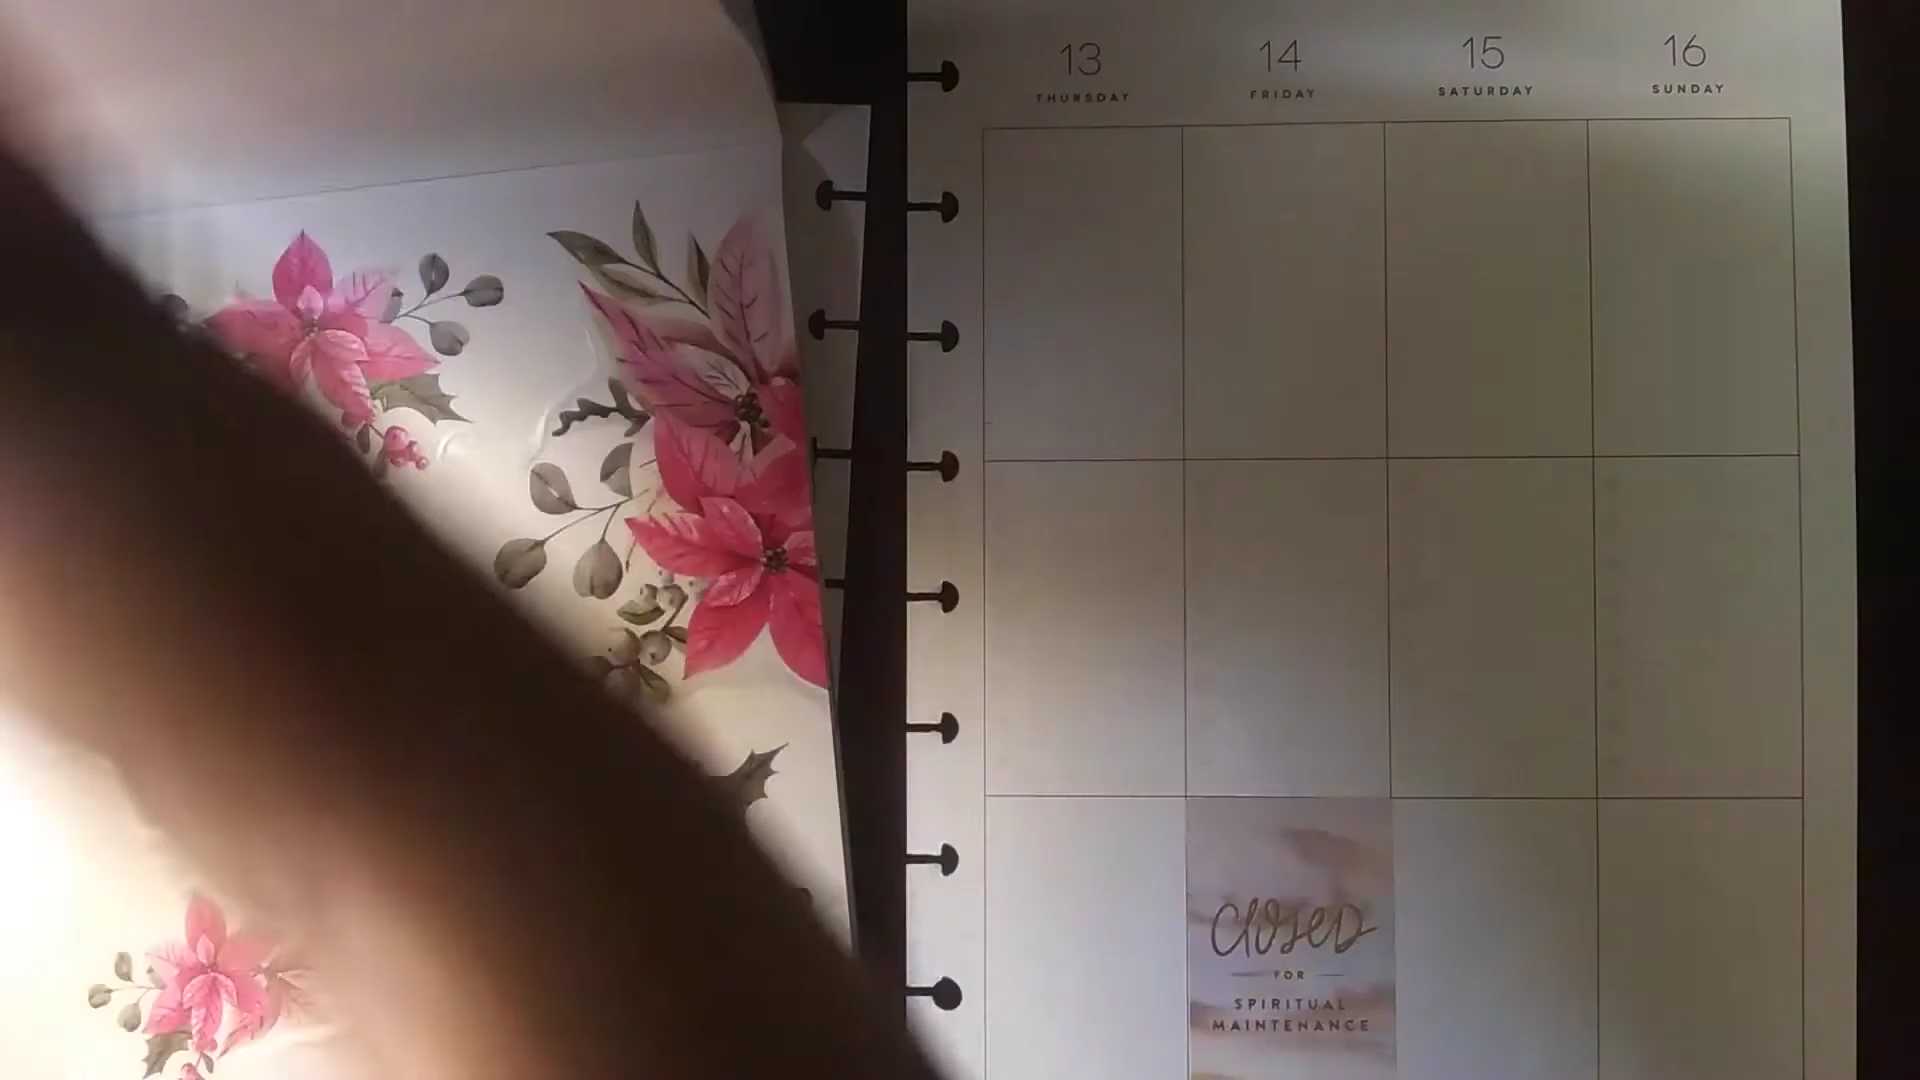 13 14 15 16
THURSDAY FRIDAY SATURDAY SUNDAY
closed
FOR
SPIRITUAL
MAINTENANCE